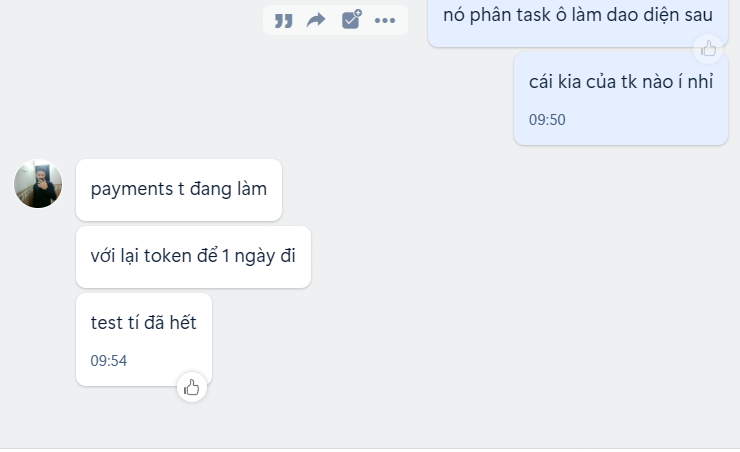 nó phân task ô làm dao diện sau
cái kia của tk nào í nhỉ
09:50
payments t đang làm
với lại token để 1 ngày đi
test tí đã hết
09:54